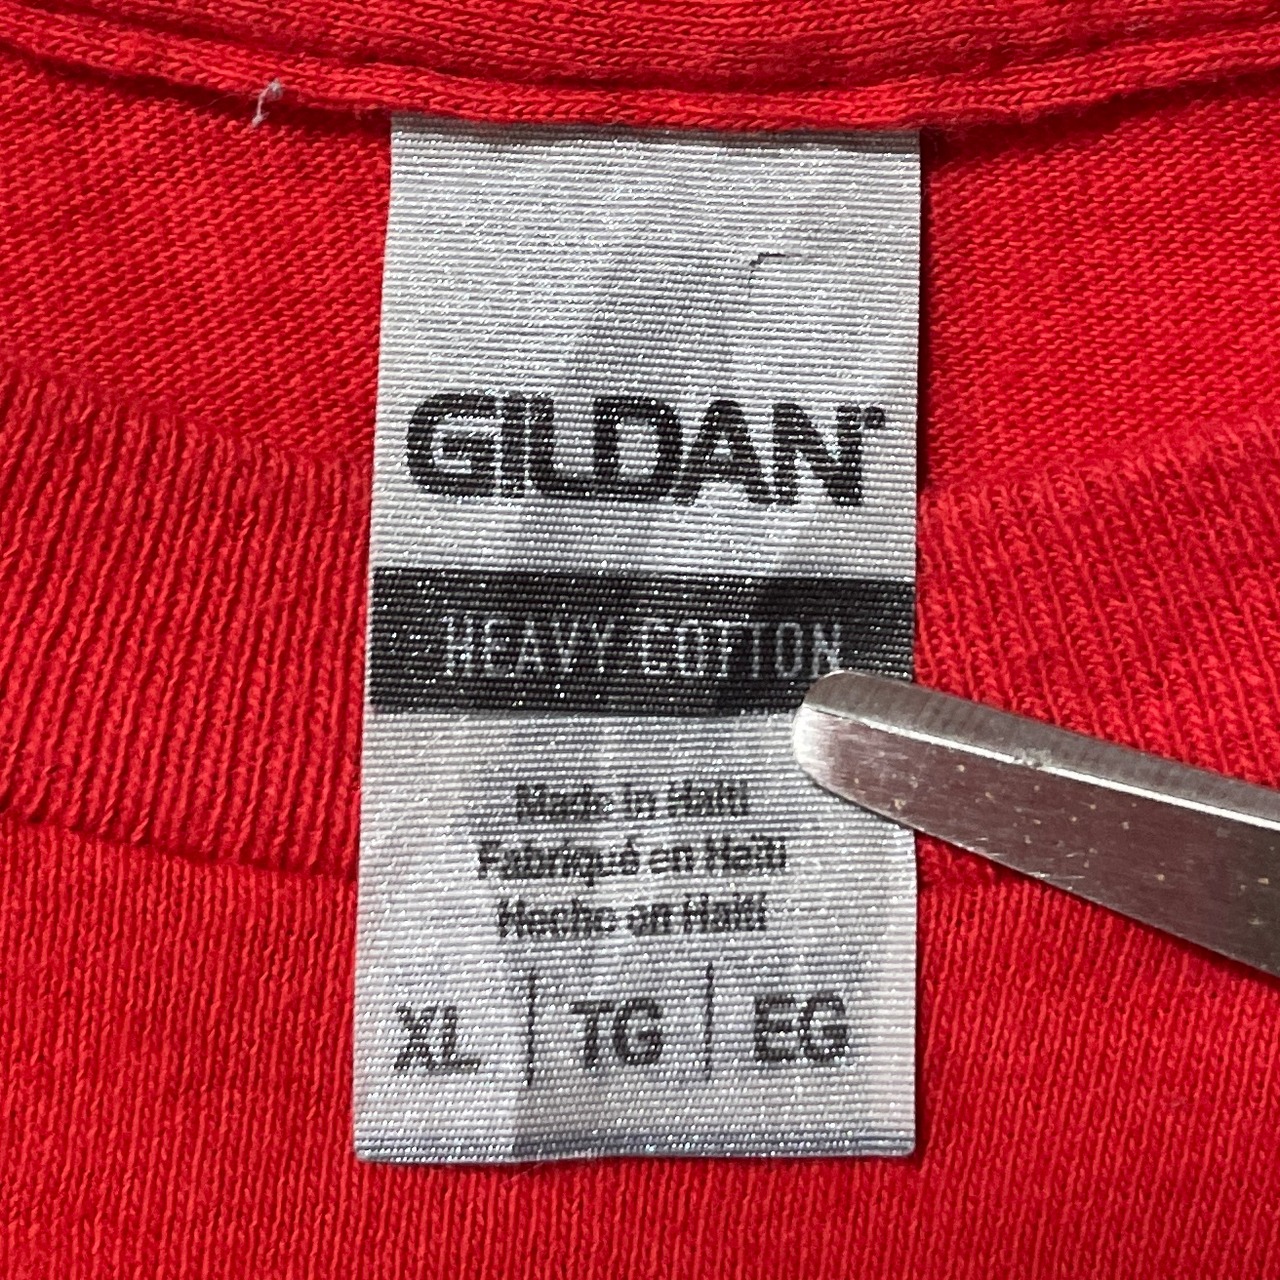 GILDAN®
HEAVY COTTON
Made in Haiti
Fabriqué en Haïti
Hecho en Haití
XL | TG | EG